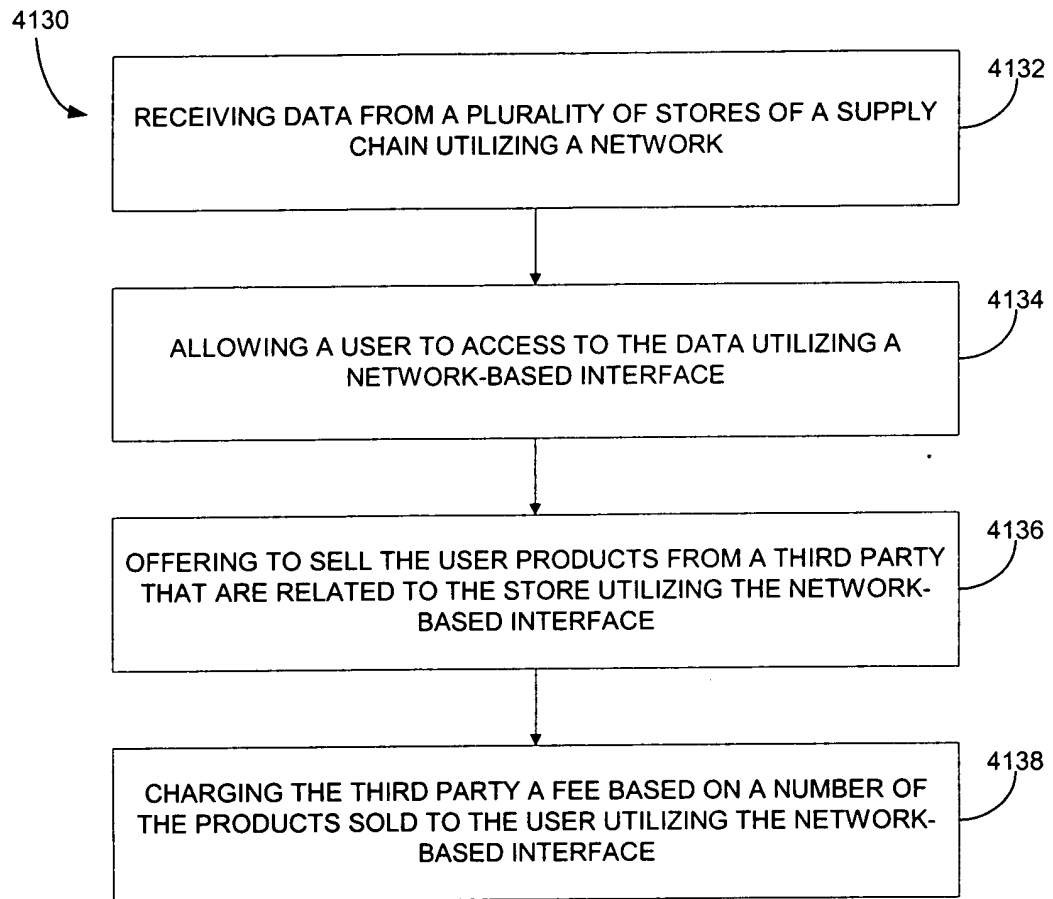 4130
4132
RECEIVING DATA FROM A PLURALITY OF STORES OF A SUPPLY
CHAIN UTILIZING A NETWORK
4134
ALLOWING A USER TO ACCESS TO THE DATA UTILIZING A
NETWORK-BASED INTERFACE
4136
OFFERING TO SELL THE USER PRODUCTS FROM A THIRD PARTY
THAT ARE RELATED TO THE STORE UTILIZING THE NETWORK-
BASED INTERFACE
4138
CHARGING THE THIRD PARTY A FEE BASED ON A NUMBER OF
THE PRODUCTS SOLD TO THE USER UTILIZING THE NETWORK-
BASED INTERFACE